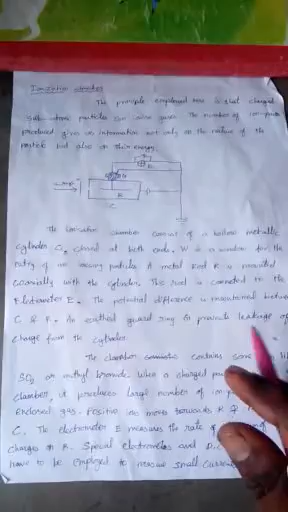 Ionization chamber
The principle employed here is that charged
sub-atomic particles can ionise gases. The number of ion-pairs
produced gives us information not only on the nature of the
particle but also on their energy.
E
R
C
The ionisation chamber consist of a hollow metallic
cylinder C, closed at both ends. W is a window for the
entry of ionising particles. A metal Rod R is provided
coaxially with the cylinder. This rod is connected to the
Electrometer E. The potential difference is maintained between
C & R. An earthed guard ring G prevents leakage of
charge from the cylinder.
The chamber contains some
SO2 or methyl bromide. When a charged
chamber, it produces large number of
enclosed gas. Positive ions move towards R &
C. The electrometer E measures the rate of
charges on R. Special electrometers and D.C
have to be employed to measure small currents